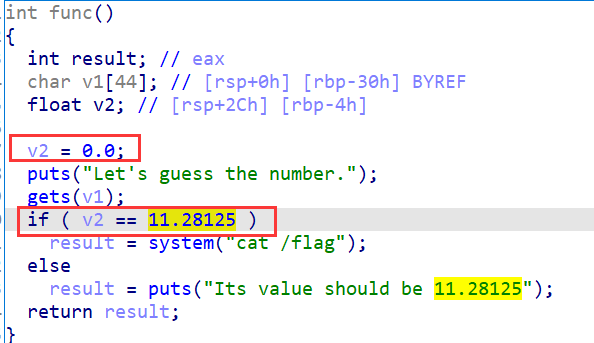 int func()
{
  int result; // eax
  char v1[44]; // [rsp+0h] [rbp-30h] BYREF
  float v2; // [rsp+2Ch] [rbp-4h]
  v2 = 0.0;
  puts("Let's guess the number.");
  gets(v1);
  if ( v2 == 11.28125 )
    result = system("cat /flag");
  else
    result = puts("Its value should be 11.28125");
  return result;
}